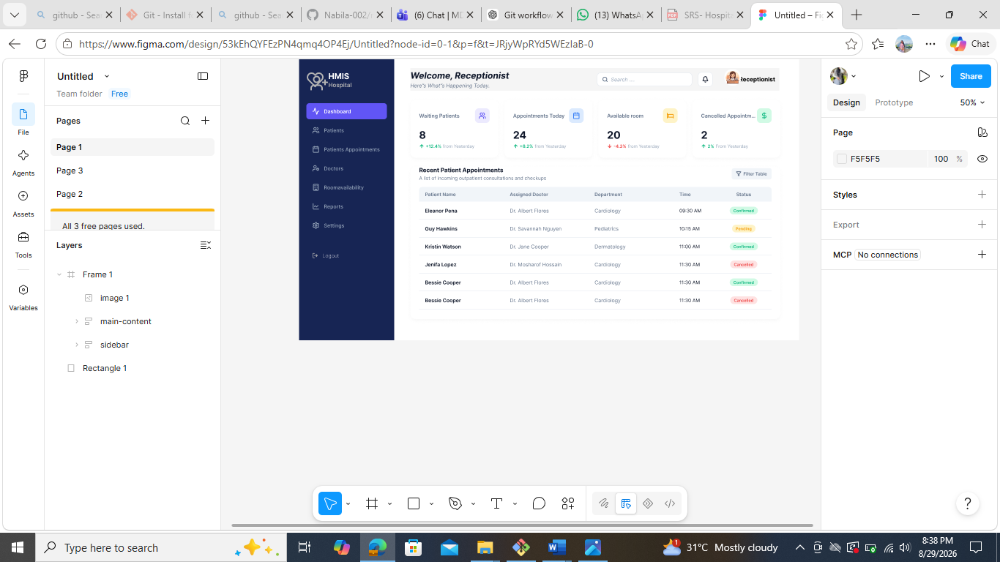 github - Sea
Git - Install f
github - Sea
Nabila-002/
(6) Chat | MD
Git workflow
(13) WhatsA
SRS- Hospita
Untitled – Fi
https://www.figma.com/design/53kEhQYFEzPN4qmq4OP4Ej/Untitled?node-id=0-1&p=f&t=JRjyWpRYd5WEzIaB-0
Chat
File
Agents
Assets
Tools
Variables
Untitled
Team folder Free
Pages
Page 1
Page 3
Page 2
All 3 free pages used.
Layers
Frame 1
image 1
main-content
sidebar
Rectangle 1
HMIS
Hospital
Dashboard
Patients
Patients Appointments
Doctors
Roomavailability
Reports
Settings
Logout
Welcome, Receptionist
Here"s What"s Happening Today.
Search ...
Receptionist
Waiting Patients
8
+12.4% from Yesterday
Appointments Today
24
+8.2% from Yesterday
Available room
20
-4.3% from Yesterday
Cancelled Appointm...
$
2
2% From Yesterday
Recent Patient Appointments
A list of incoming outpatient consultations and checkups
Filter Table
Patient Name Assigned Doctor Department Time Status
Eleanor Pena Dr. Albert Flores Cardiology 09:30 AM Confirmed
Guy Hawkins Dr. Savannah Nguyen Pediatrics 10:15 AM Pending
Kristin Watson Dr. Jane Cooper Dermatology 11:00 AM Confirmed
Jenifa Lopez Dr. Mosharof Hossain Cardiology 11:30 AM Cancelled
Bessie Cooper Dr. Albert Flores Cardiology 11:30 AM Confirmed
Bessie Cooper Dr. Albert Flores Cardiology 11:30 AM Cancelled
Share
Design Prototype 50%
Page
F5F5F5 100 %
Styles
Export
MCP No connections
?
Type here to search
1
31°C Mostly cloudy
8:38 PM
8/29/2026